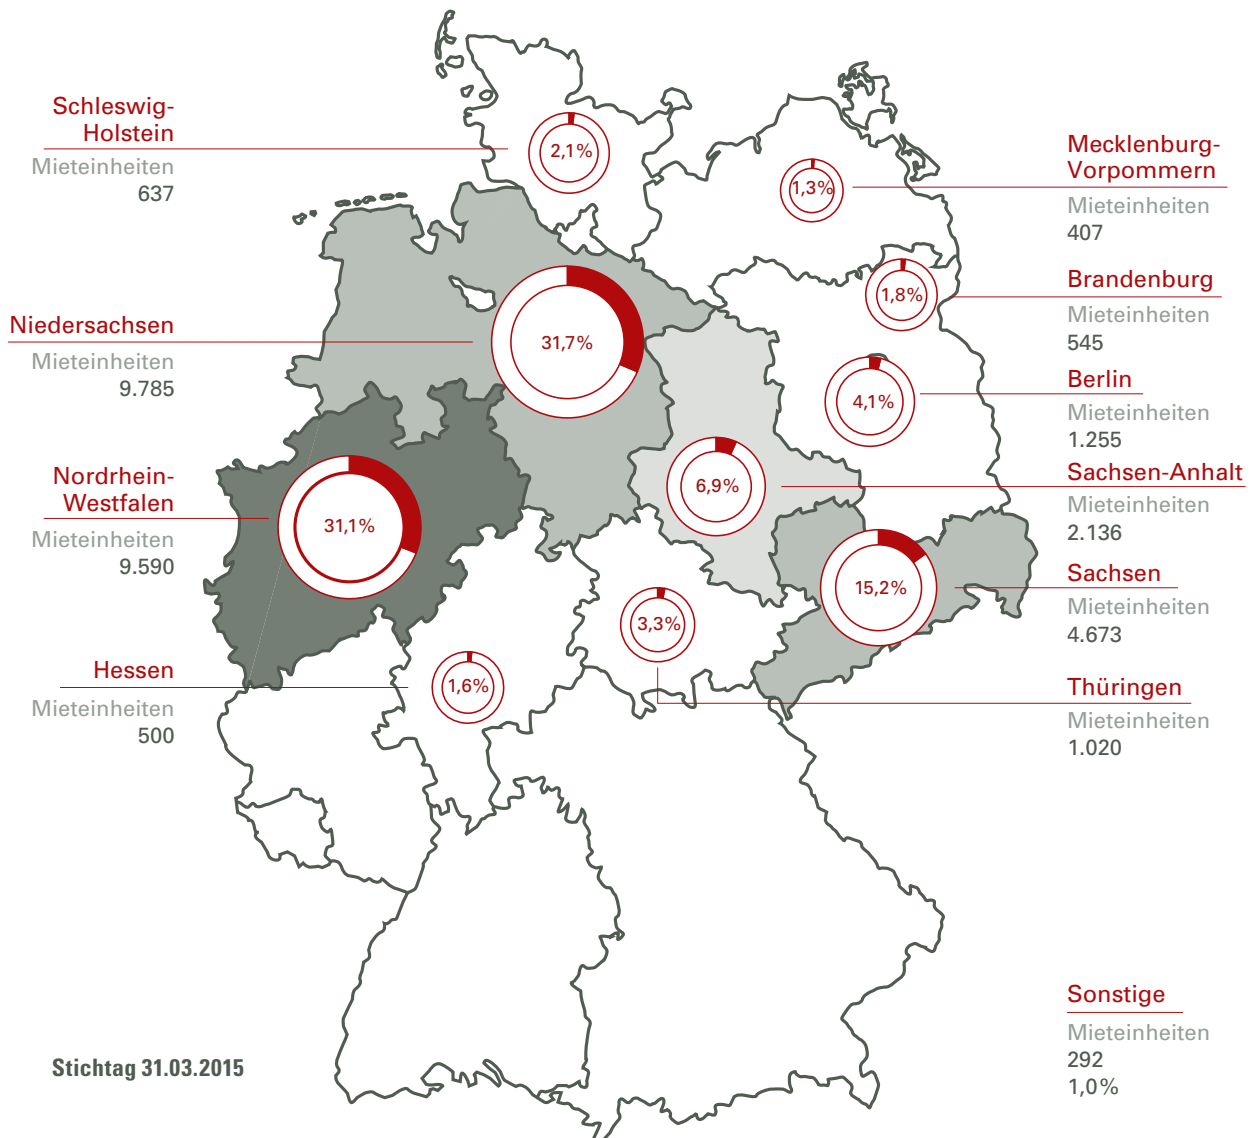 Schleswig-
Holstein
Mieteinheiten
637
2,1%
Niedersachsen
Mieteinheiten
9.785
31,7%
Nordrhein-
Westfalen
Mieteinheiten
9.590
31,1%
Hessen
Mieteinheiten
500
1,6%
Mecklenburg-
Vorpommern
Mieteinheiten
407
1,3%
Brandenburg
Mieteinheiten
545
1,8%
Berlin
Mieteinheiten
1.255
4,1%
Sachsen-Anhalt
Mieteinheiten
2.136
6,9%
Sachsen
Mieteinheiten
4.673
15,2%
Thüringen
Mieteinheiten
1.020
3,3%
Sonstige
Mieteinheiten
292
1,0%
Stichtag 31.03.2015